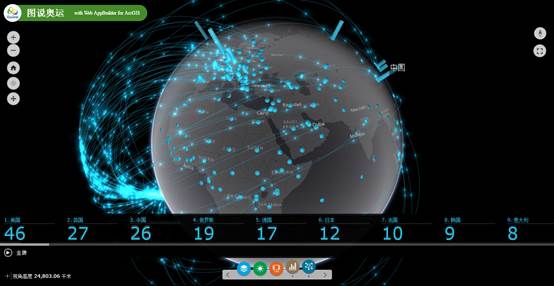 图说奥运 with Web AppBuilder for ArcGIS
中国
1. 美国
46
2. 英国
27
3. 中国
26
4. 俄罗斯
19
5. 德国
17
6. 日本
12
7. 法国
10
8. 韩国
9
9. 意大利
8
金牌
视角高度 24,803.06 千米